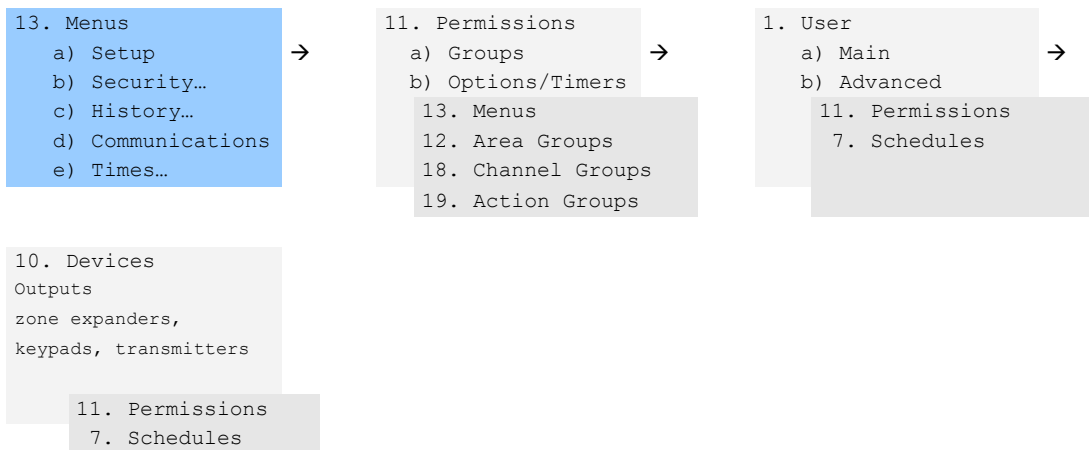 13. Menus
a) Setup →
b) Security…
c) History…
d) Communications
e) Times…
11. Permissions
a) Groups →
b) Options/Timers
13. Menus
12. Area Groups
18. Channel Groups
19. Action Groups
1. User
a) Main →
b) Advanced
11. Permissions
7. Schedules
10. Devices
Outputs
zone expanders,
keypads, transmitters
11. Permissions
7. Schedules